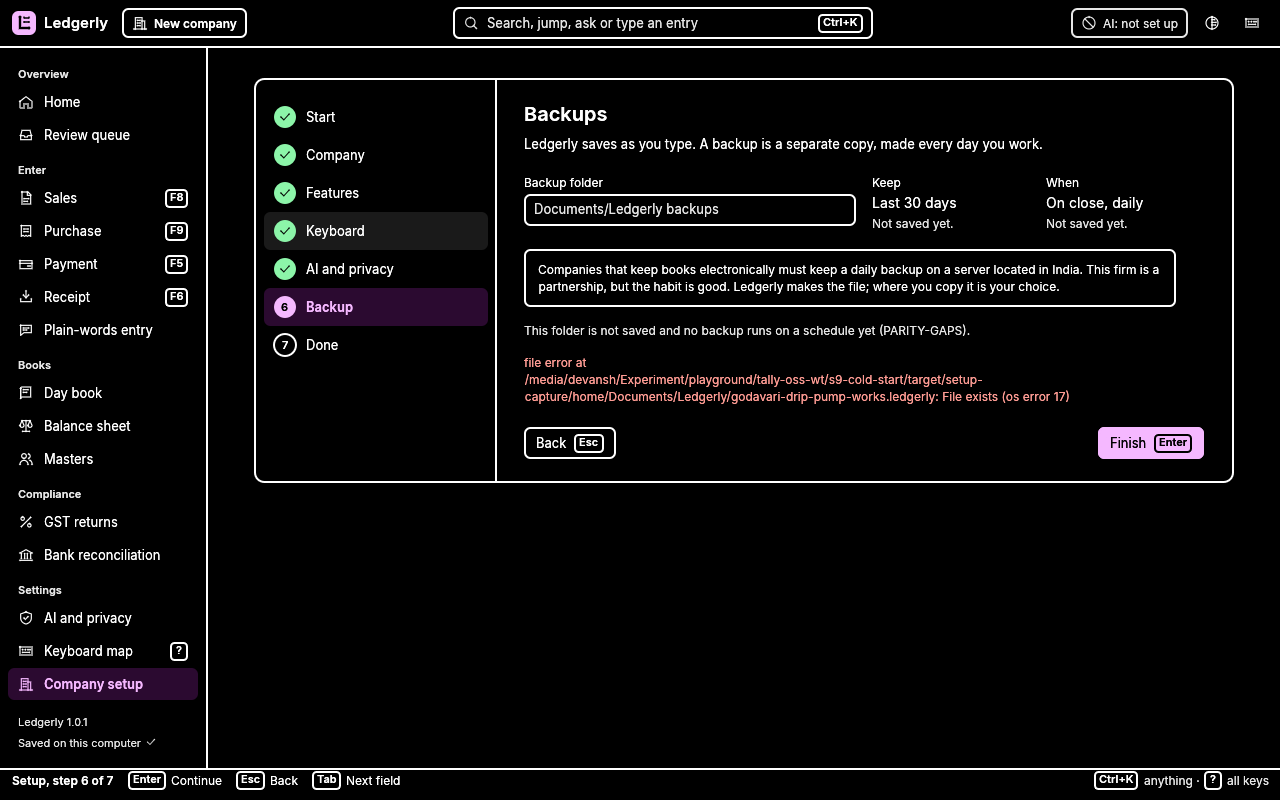 Ledgerly
New company
Search, jump, ask or type an entry
Ctrl+K
AI: not set up
Overview
Home
Review queue
Enter
Sales F8
Purchase F9
Payment F5
Receipt F6
Plain-words entry
Books
Day book
Balance sheet
Masters
Compliance
GST returns
Bank reconciliation
Settings
AI and privacy
Keyboard map ?
Company setup
Ledgerly 1.0.1
Saved on this computer
Start
Company
Features
Keyboard
AI and privacy
6 Backup
7 Done
Backups
Ledgerly saves as you type. A backup is a separate copy, made every day you work.
Backup folder
Documents/Ledgerly backups
Keep
Last 30 days
Not saved yet.
When
On close, daily
Not saved yet.
Companies that keep books electronically must keep a daily backup on a server located in India. This firm is a
partnership, but the habit is good. Ledgerly makes the file; where you copy it is your choice.
This folder is not saved and no backup runs on a schedule yet (PARITY-GAPS).
file error at
/media/devansh/Experiment/playground/tally-oss-wt/s9-cold-start/target/setup-
capture/home/Documents/Ledgerly/godavari-drip-pump-works.ledgerly: File exists (os error 17)
Back Esc
Finish Enter
Setup, step 6 of 7 Enter Continue Esc Back Tab Next field
Ctrl+K anything · ? all keys